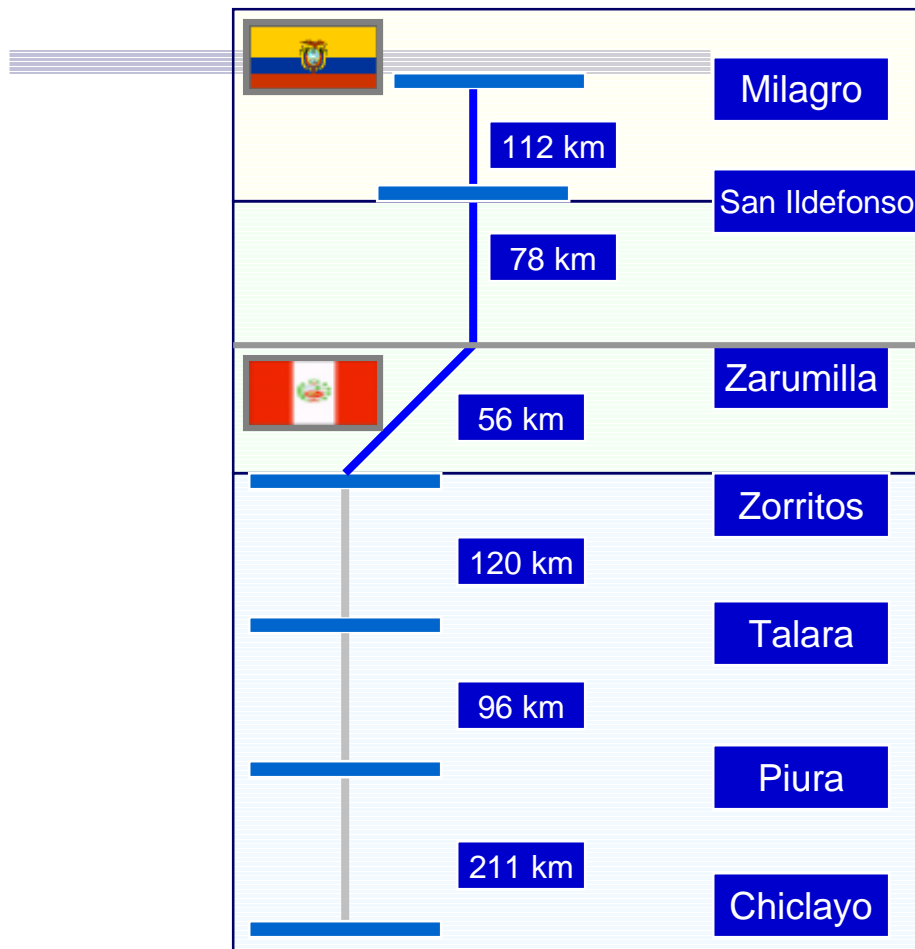 Milagro
112 km
San Ildefonso
78 km
Zarumilla
56 km
Zorritos
120 km
Talara
96 km
Piura
211 km
Chiclayo